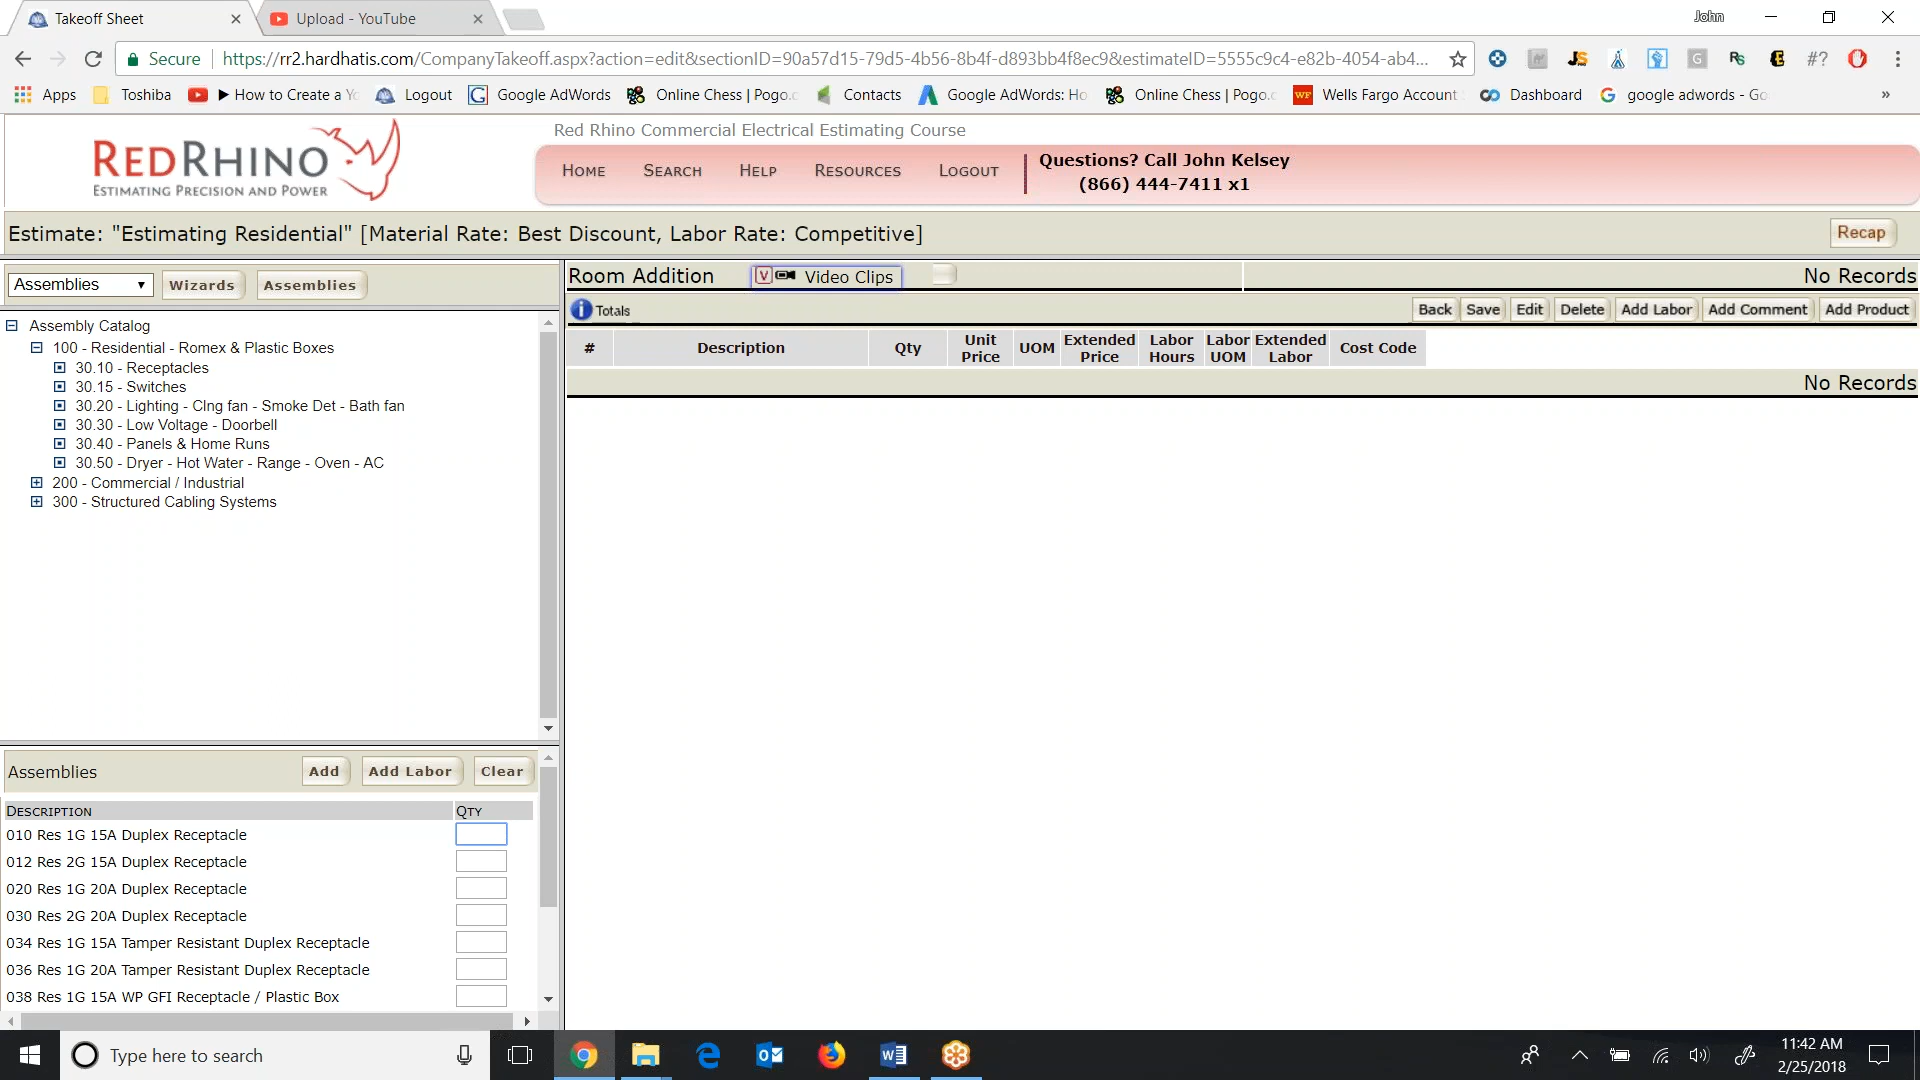 Takeoff Sheet
Upload - YouTube
John
Secure
https://rr2.hardhatis.com/CompanyTakeoff.aspx?action=edit&sectionID=90a57d15-79d5-4b56-8b4f-d893bb4f8ec9&estimateID=5555c9c4-e82b-4054-ab4...
Apps Toshiba ▶ How to Create a Yo Logout Google AdWords Online Chess | Pogo.c Contacts Google AdWords: Ho Online Chess | Pogo.c Wells Fargo Account Dashboard google adwords - Go »
Red Rhino Commercial Electrical Estimating Course
REDRHINO
ESTIMATING PRECISION AND POWER
HOME SEARCH HELP RESOURCES LOGOUT
Questions? Call John Kelsey
(866) 444-7411 x1
Estimate: "Estimating Residential" [Material Rate: Best Discount, Labor Rate: Competitive]
Recap
Assemblies
Wizards
Assemblies
Room Addition
V Video Clips
No Records
Totals
Back Save Edit Delete Add Labor Add Comment Add Product
# Description Qty Unit Price UOM Extended Price Labor Hours Labor UOM Extended Labor Cost Code
No Records
Assembly Catalog
100 - Residential - Romex & Plastic Boxes
30.10 - Receptacles
30.15 - Switches
30.20 - Lighting - Clng fan - Smoke Det - Bath fan
30.30 - Low Voltage - Doorbell
30.40 - Panels & Home Runs
30.50 - Dryer - Hot Water - Range - Oven - AC
200 - Commercial / Industrial
300 - Structured Cabling Systems
Assemblies
Add
Add Labor
Clear
DESCRIPTION QTY
010 Res 1G 15A Duplex Receptacle
012 Res 2G 15A Duplex Receptacle
020 Res 1G 20A Duplex Receptacle
030 Res 2G 20A Duplex Receptacle
034 Res 1G 15A Tamper Resistant Duplex Receptacle
036 Res 1G 20A Tamper Resistant Duplex Receptacle
038 Res 1G 15A WP GFI Receptacle / Plastic Box
Type here to search
11:42 AM
2/25/2018